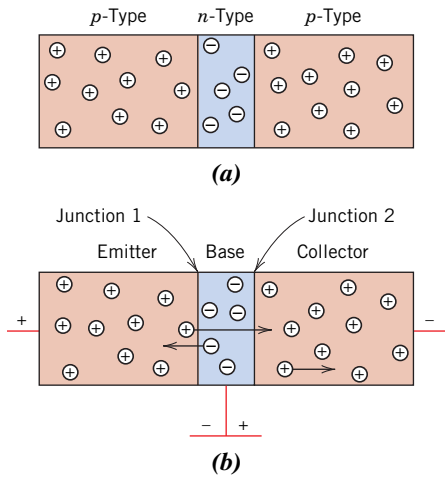 p-Type n-Type p-Type
(a)
Junction 1 Junction 2
Emitter Base Collector
+ −
− +
(b)